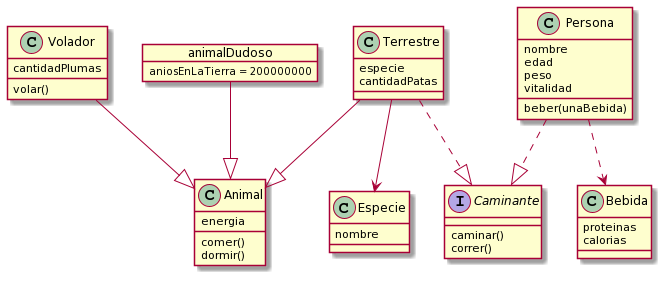 C Volador
cantidadPlumas
volar()
animalDudoso
aniosEnLaTierra = 200000000
C Terrestre
especie
cantidadPatas
C Persona
nombre
edad
peso
vitalidad
beber(unaBebida)
C Animal
energia
comer()
dormir()
C Especie
nombre
I Caminante
caminar()
correr()
C Bebida
proteinas
calorias